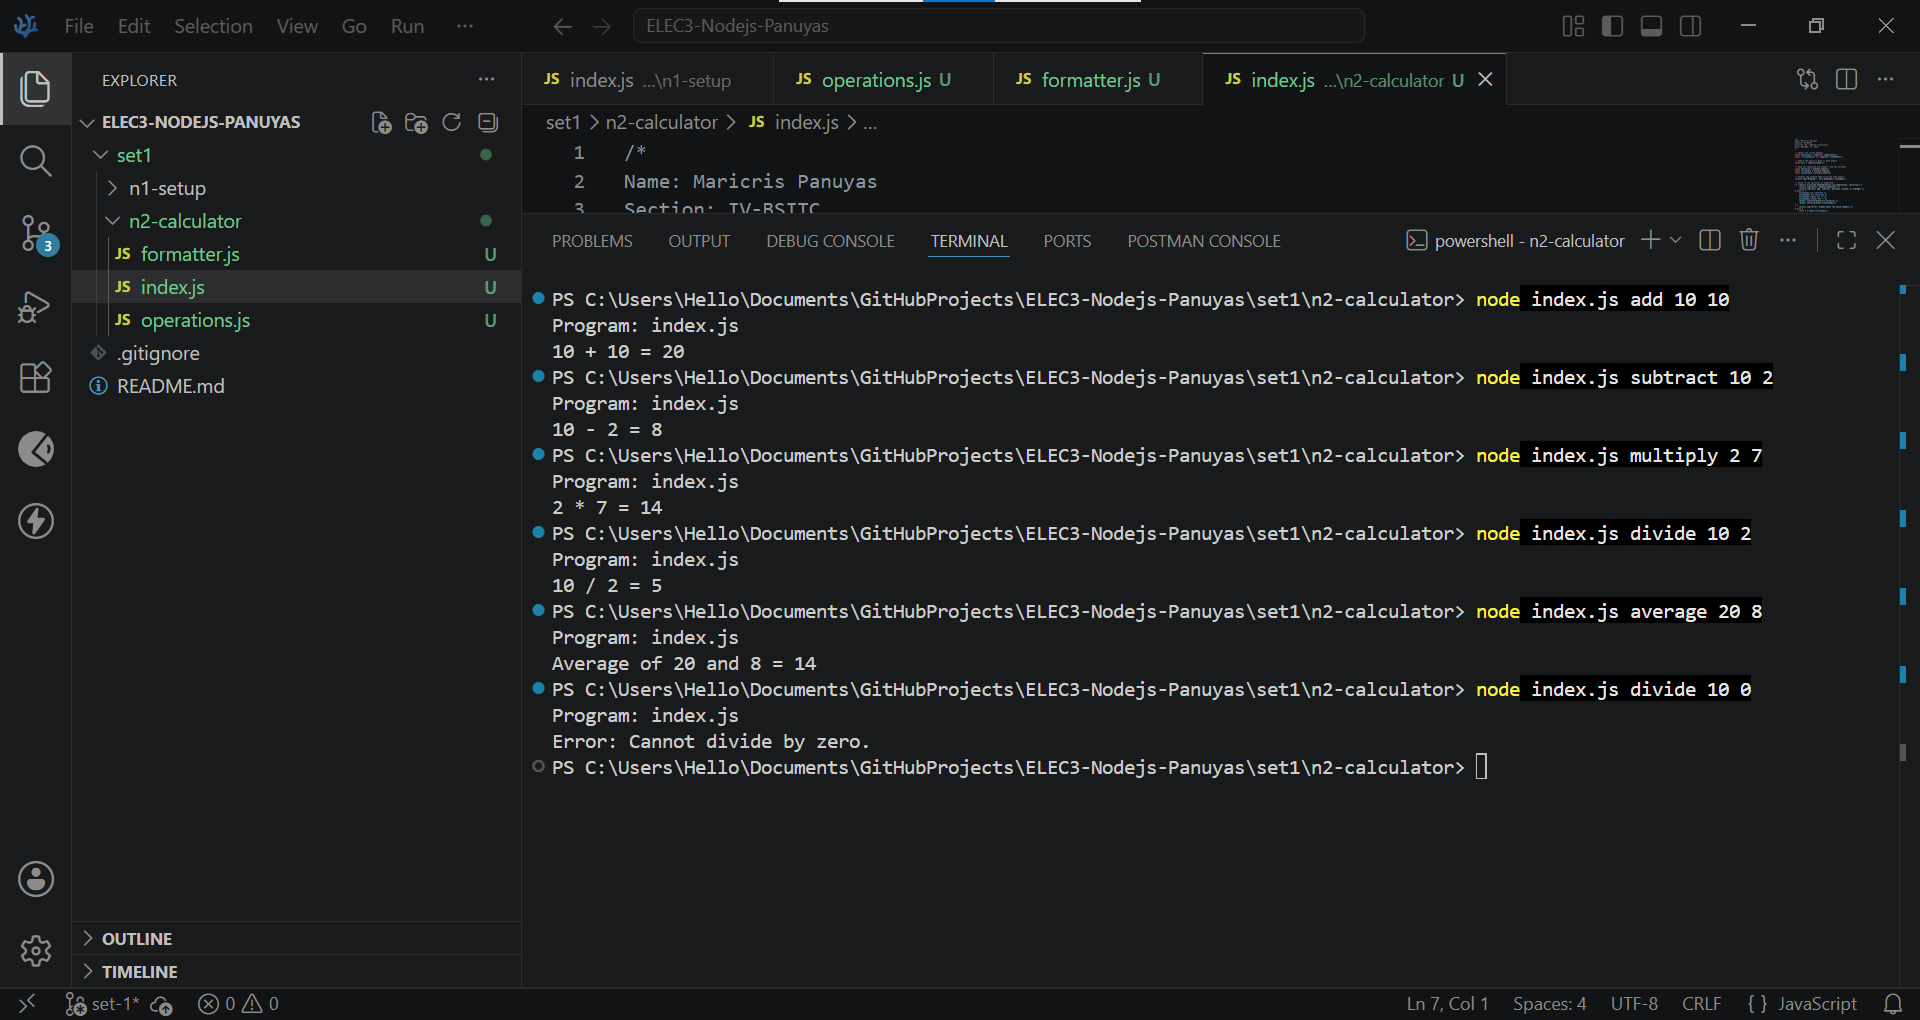 File Edit Selection View Go Run ···
ELEC3-Nodejs-Panuyas
EXPLORER
ELEC3-NODEJS-PANUYAS
set1
n1-setup
n2-calculator
JS formatter.js U
JS index.js U
JS operations.js U
.gitignore
README.md
OUTLINE
TIMELINE
3
JS index.js ...\n1-setup
JS operations.js U
JS formatter.js U
JS index.js ...\n2-calculator U
set1 > n2-calculator > JS index.js > ...
1 /*
2 Name: Maricris Panuyas
3 Section: IV-BSITC
PROBLEMS OUTPUT DEBUG CONSOLE TERMINAL PORTS POSTMAN CONSOLE
powershell - n2-calculator
PS C:\Users\Hello\Documents\GitHubProjects\ELEC3-Nodejs-Panuyas\set1\n2-calculator> node index.js add 10 10
Program: index.js
10 + 10 = 20
PS C:\Users\Hello\Documents\GitHubProjects\ELEC3-Nodejs-Panuyas\set1\n2-calculator> node index.js subtract 10 2
Program: index.js
10 - 2 = 8
PS C:\Users\Hello\Documents\GitHubProjects\ELEC3-Nodejs-Panuyas\set1\n2-calculator> node index.js multiply 2 7
Program: index.js
2 * 7 = 14
PS C:\Users\Hello\Documents\GitHubProjects\ELEC3-Nodejs-Panuyas\set1\n2-calculator> node index.js divide 10 2
Program: index.js
10 / 2 = 5
PS C:\Users\Hello\Documents\GitHubProjects\ELEC3-Nodejs-Panuyas\set1\n2-calculator> node index.js average 20 8
Program: index.js
Average of 20 and 8 = 14
PS C:\Users\Hello\Documents\GitHubProjects\ELEC3-Nodejs-Panuyas\set1\n2-calculator> node index.js divide 10 0
Program: index.js
Error: Cannot divide by zero.
PS C:\Users\Hello\Documents\GitHubProjects\ELEC3-Nodejs-Panuyas\set1\n2-calculator>
set-1* 0 0
Ln 7, Col 1 Spaces: 4 UTF-8 CRLF { } JavaScript